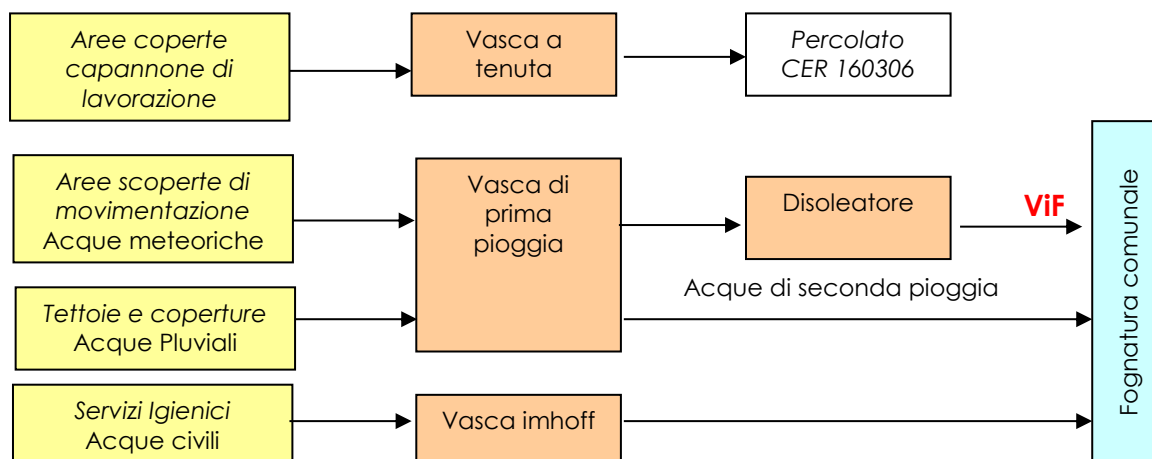 Aree coperte
capannone di
lavorazione
Vasca a
tenuta
Percolato
CER 160306
Aree scoperte di
movimentazione
Acque meteoriche
Vasca di
prima
pioggia
Disoleatore
ViF
Acque di seconda pioggia
Tettoie e coperture
Acque Pluviali
Servizi Igienici
Acque civili
Vasca imhoff
Fognatura comunale